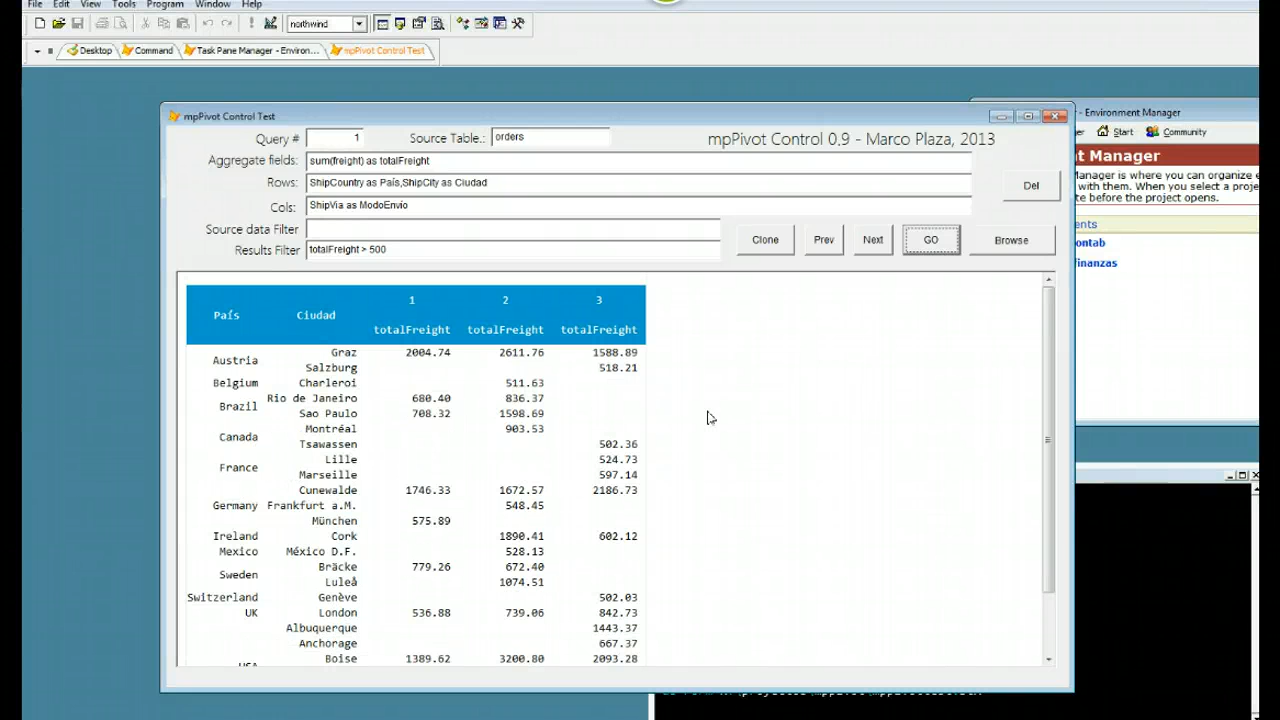 File Edit View Tools Program Window Help
northwind
Desktop Command Task Pane Manager - Environ... mpPivot Control Test
mpPivot Control Test
Query # 1 Source Table.: orders mpPivot Control 0.9 - Marco Plaza, 2013
Aggregate fields: sum(freight) as totalFreight
Rows: ShipCountry as País,ShipCity as Ciudad Del
Cols: ShipVia as ModoEnvio
Source data Filter
Results Filter totalFreight > 500
Clone Prev Next GO Browse
1 2 3
País Ciudad
totalFreight totalFreight totalFreight
Austria
Graz 2004.74 2611.76 1588.89
Salzburg 518.21
Belgium Charleroi 511.63
Brazil
Rio de Janeiro 680.40 836.37
Sao Paulo 708.32 1598.69
Canada
Montréal 903.53
Tsawassen 502.36
France
Lille 524.73
Marseille 597.14
Germany
Cunewalde 1746.33 1672.57 2186.73
Frankfurt a.M. 548.45
München 575.89
Ireland Cork 1890.41 602.12
Mexico México D.F. 528.13
Sweden
Bräcke 779.26 672.40
Luleå 1074.51
Switzerland Genève 502.03
UK London 536.88 739.06 842.73
Albuquerque 1443.37
Anchorage 667.37
Boise 1389.62 3200.80 2093.28
- Environment Manager
Start Community
t Manager
Manager is where you can organize e
with them. When you select a proje
ate before the project opens.
ents
ontab
finanzas